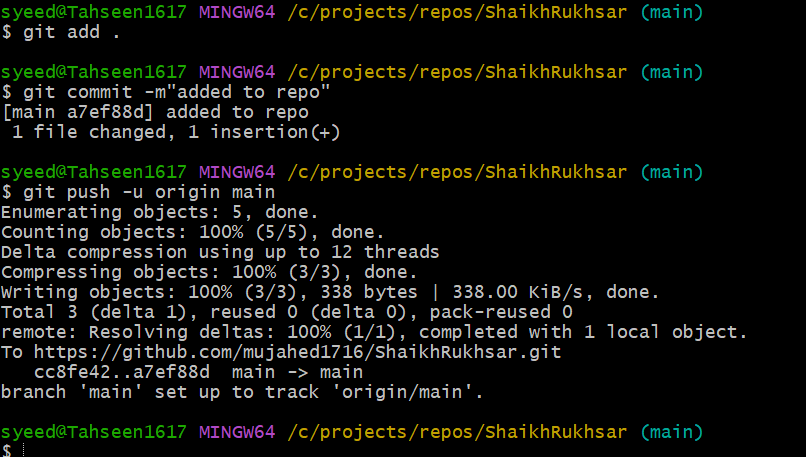 syeed@Tahseen1617 MINGW64 /c/projects/repos/ShaikhRukhsar (main)
$ git add .
syeed@Tahseen1617 MINGW64 /c/projects/repos/ShaikhRukhsar (main)
$ git commit -m"added to repo"
[main a7ef88d] added to repo
 1 file changed, 1 insertion(+)
syeed@Tahseen1617 MINGW64 /c/projects/repos/ShaikhRukhsar (main)
$ git push -u origin main
Enumerating objects: 5, done.
Counting objects: 100% (5/5), done.
Delta compression using up to 12 threads
Compressing objects: 100% (3/3), done.
Writing objects: 100% (3/3), 338 bytes | 338.00 KiB/s, done.
Total 3 (delta 1), reused 0 (delta 0), pack-reused 0
remote: Resolving deltas: 100% (1/1), completed with 1 local object.
To https://github.com/mujahed1716/ShaikhRukhsar.git
   cc8fe42..a7ef88d  main -> main
branch 'main' set up to track 'origin/main'.
syeed@Tahseen1617 MINGW64 /c/projects/repos/ShaikhRukhsar (main)
$